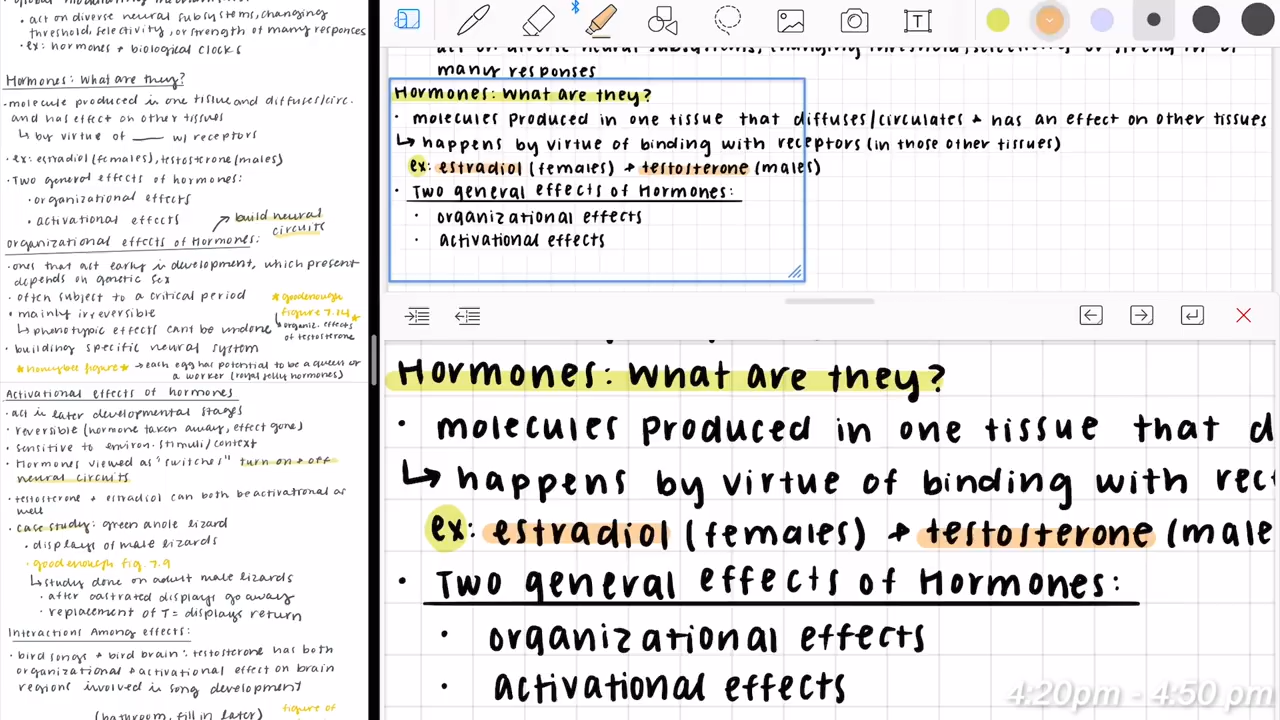 act on diverse neural subsystems, changing
threshold, selectivity, or strength of many responses
ex: hormones + biological clocks
Hormones: What are they?
• molecule produced in one tissue and diffuses/circ.
and has effect on other tissues
↳ by virtue of ____ w/ receptors
• ex: estradiol (females), testosterone (males)
• Two general effects of hormones:
• organizational effects
• activational effects
build neural
circuits
organizational effects of Hormones:
• ones that act early in development, which present
depends on genetic sex
• often subject to a critical period
• mainly irreversible
↳ phenotypic effects cant be undone
* goodenough
figure 7.14 *
↳ organiz. effects
of testosterone
• building specific neural system
* honeybee figure * → each egg has potential to be a queen or
a worker (royal jelly hormones)
Activational effects of hormones
• act in later developmental stages
• reversible (hormone taken away, effect gone)
• sensitive to environ. stimuli/context
• Hormones viewed as "switches" turn on + off
neural circuits
• testosterone + estradiol can both be activational as
well
• case study: green anole lizard
• displays of male lizards
• goodenough fig. 7.9
↳ study done on adult male lizards
• after castrated displays go away
• replacement of T = displays return
Interactions Among effects:
• bird songs + bird brain: testosterone has both
organizational + activational effect on brain
regions involved in song development
(bathroom, fill in later)
figure of
T
many responses
Hormones: What are they?
• molecules produced in one tissue that diffuses/circulates + has an effect on other tissues
↳ happens by virtue of binding with receptors (in those other tissues)
ex: estradiol (females) + testosterone (males)
• Two general effects of Hormones:
• organizational effects
• activational effects
Hormones: What are they?
• molecules produced in one tissue that d
↳ happens by virtue of binding with rec
ex: estradiol (females) + testosterone (male
• Two general effects of Hormones:
• organizational effects
• activational effects
4:20pm - 4:50 pm